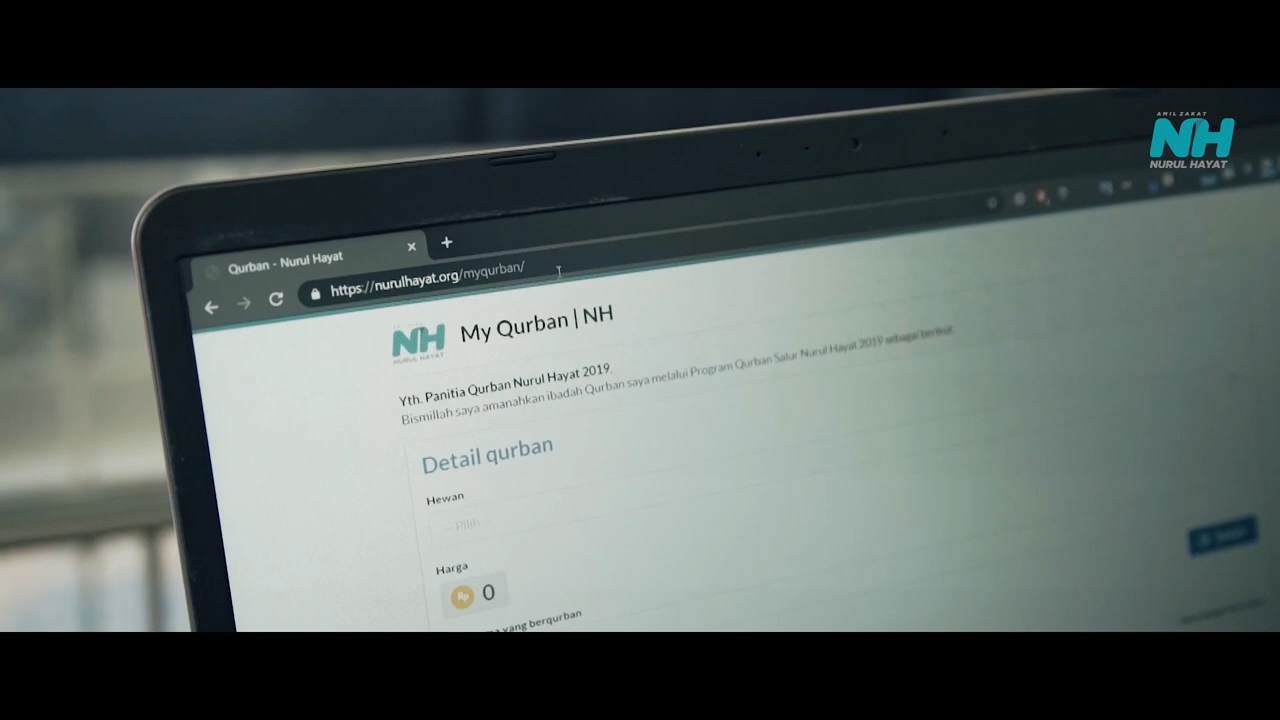 AMIL ZAKAT
NH
NURUL HAYAT
Qurban - Nurul Hayat
https://nurulhayat.org/myqurban/
NH
NURUL HAYAT
My Qurban | NH
Yth. Panitia Qurban Nurul Hayat 2019.
Bismillah saya amanahkan ibadah Qurban saya melalui Program Qurban Salur Nurul Hayat 2019 sebagai berikut
Detail qurban
Hewan
-- Pilih
Harga
Rp 0
yang berqurban